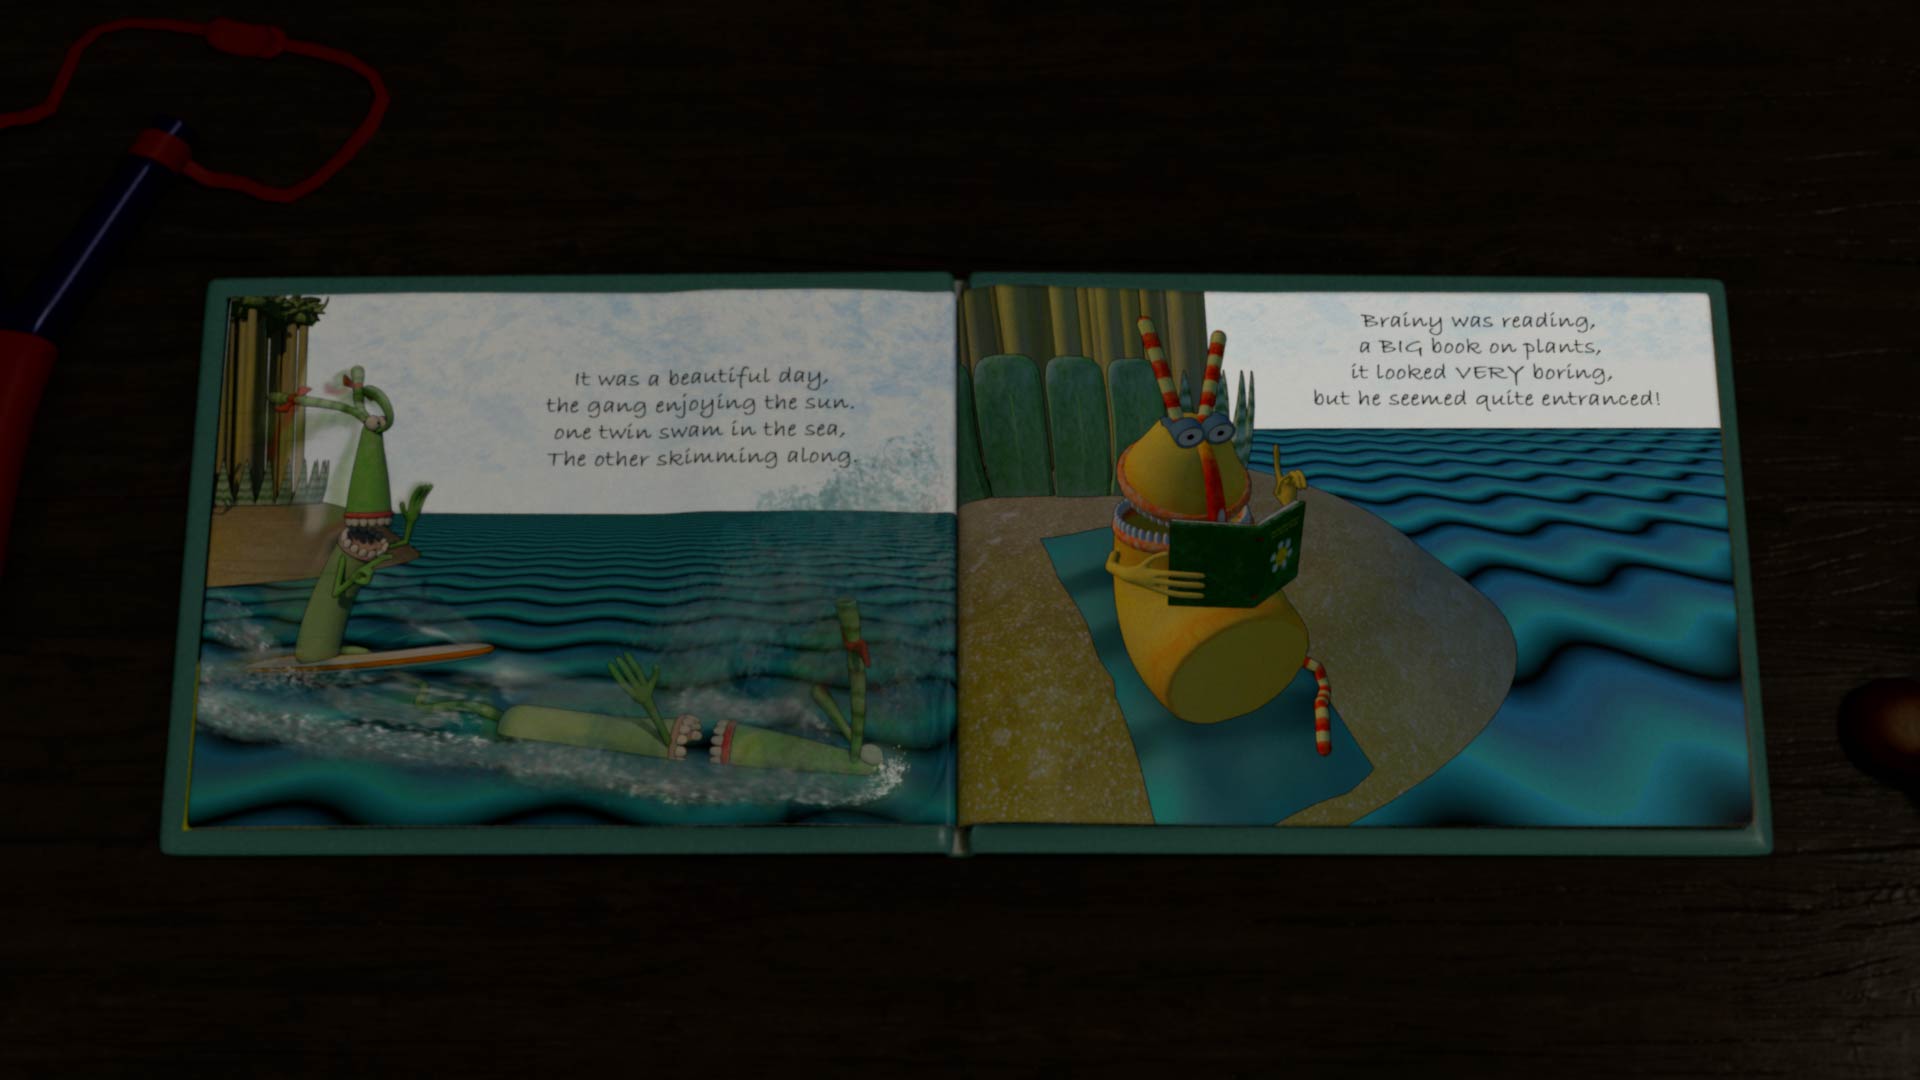 It was a beautiful day,
the gang enjoying the sun.
one twin swam in the sea,
The other skimming along.
Brainy was reading,
a BIG book on plants,
it looked VERY boring,
but he seemed quite entranced!